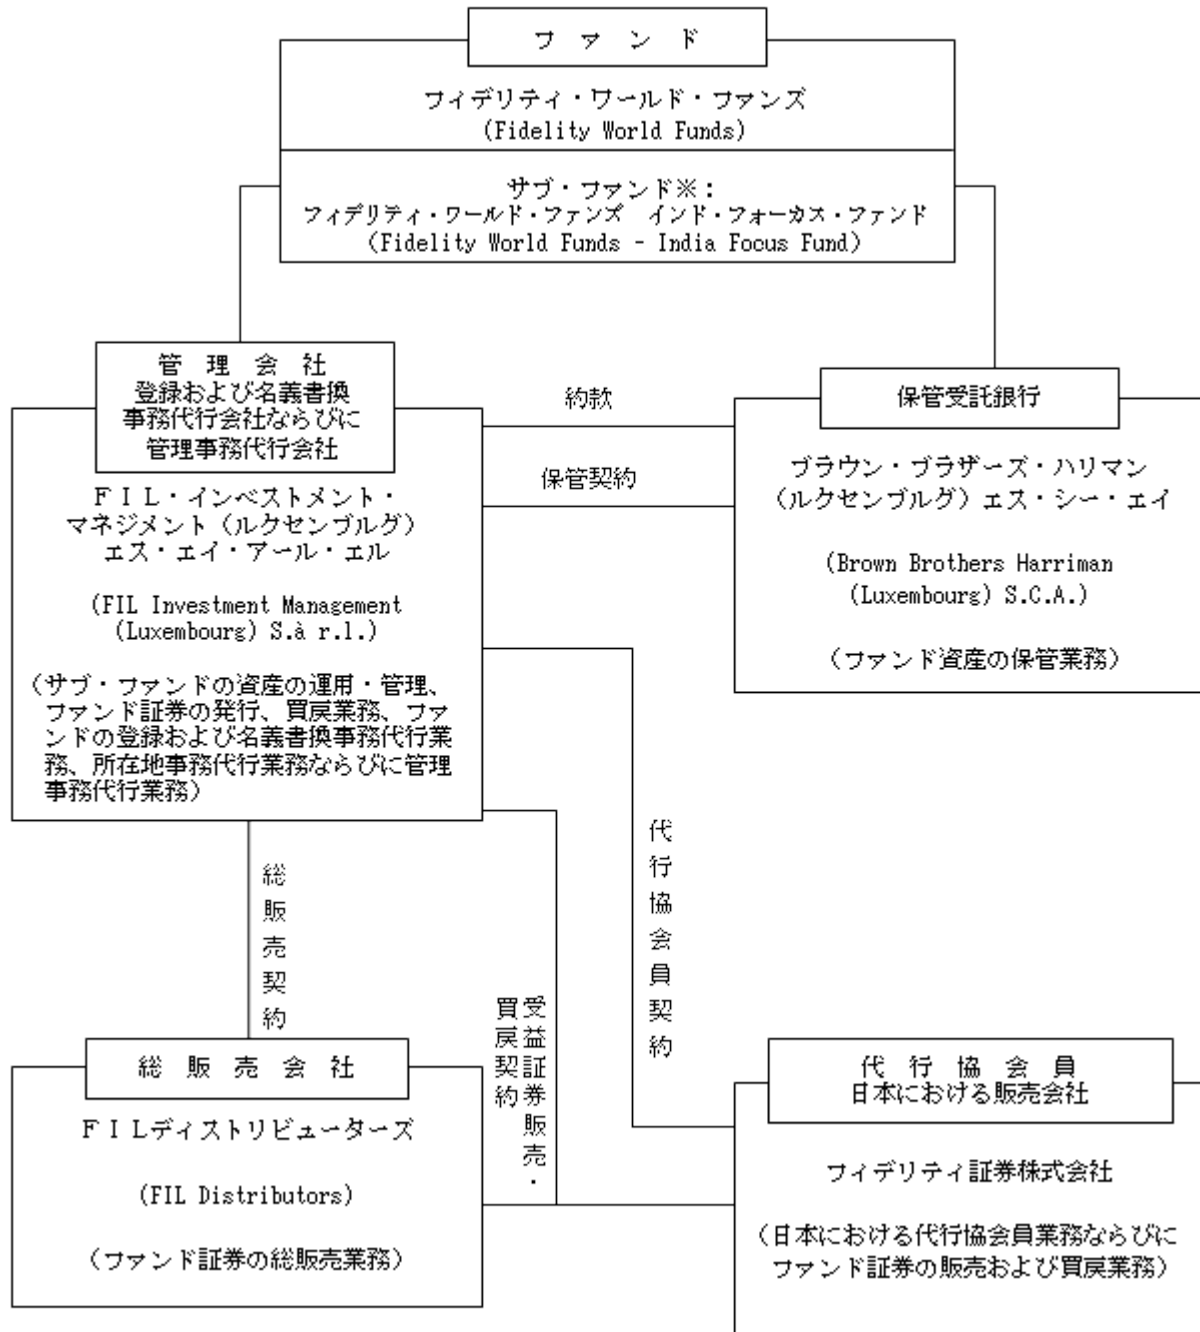 ファンド
フィデリティ・ワールド・ファンズ
(Fidelity World Funds)
サブ・ファンド※：
フィデリティ・ワールド・ファンズ　インド・フォーカス・ファンド
(Fidelity World Funds - India Focus Fund)
管理会社
登録および名義書換
事務代行会社ならびに
管理事務代行会社
ＦＩＬ・インベストメント・
マネジメント（ルクセンブルグ）
エス・エイ・アール・エル
(FIL Investment Management
(Luxembourg) S.à r.l.)
（サブ・ファンドの資産の運用・管理、
ファンド証券の発行、買戻業務、ファ
ンドの登録および名義書換事務代行業
務、所在地事務代行業務ならびに管理
事務代行業務）
約款
保管契約
保管受託銀行
ブラウン・ブラザーズ・ハリマン
（ルクセンブルグ）エス・シー・エイ
(Brown Brothers Harriman
(Luxembourg) S.C.A.)
（ファンド資産の保管業務）
総販売契約
受益証券販売・
買戻契約
代行協会員契約
総販売会社
ＦＩＬディストリビューターズ
(FIL Distributors)
（ファンド証券の総販売業務）
代行協会員
日本における販売会社
フィデリティ証券株式会社
（日本における代行協会員業務ならびに
ファンド証券の販売および買戻業務）